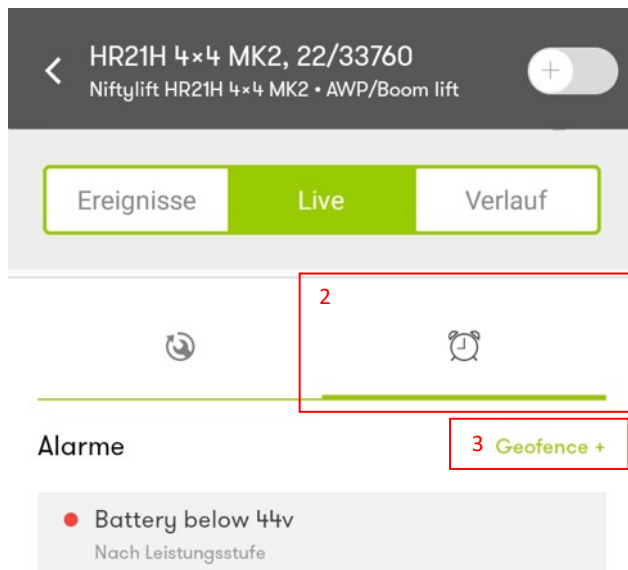 HR21H 4×4 MK2, 22/33760
Niftylift HR21H 4×4 MK2 • AWP/Boom lift
Ereignisse Live Verlauf
2
Alarme 3 Geofence +
Battery below 44v
Nach Leistungsstufe